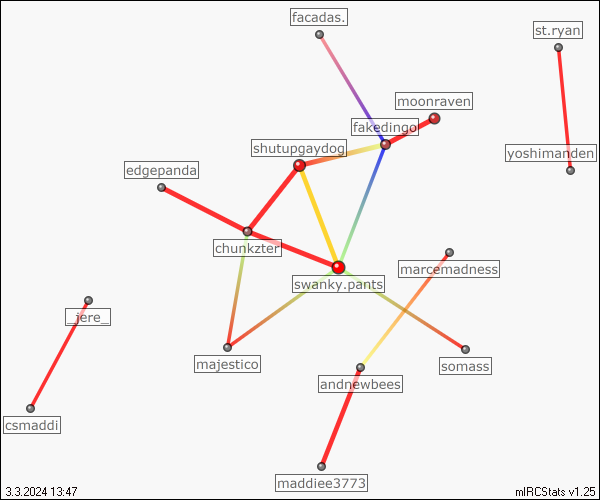 facadas.
st.ryan
moonraven
fakedingo
shutupgaydog
yoshimanden
edgepanda
chunkzter
marcemadness
swanky.pants
_jere_
majestico
somass
andnewbees
csmaddi
maddiee3773
3.3.2024 13:47
mIRCStats v1.25